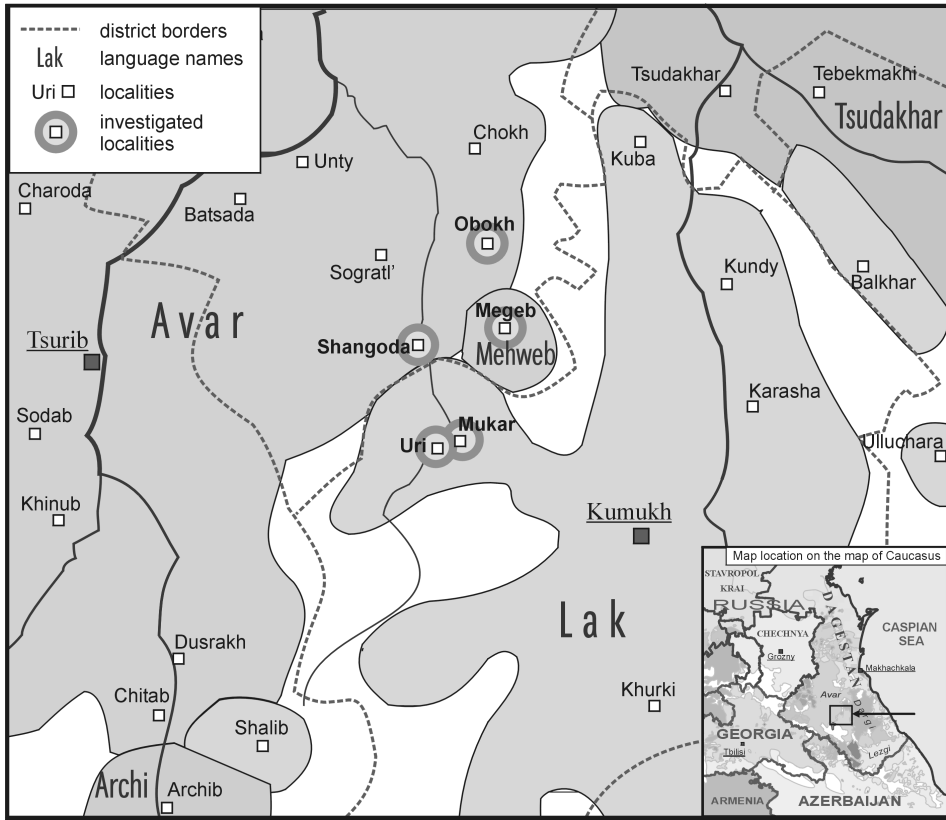 district borders
Lak language names
Uri localities
investigated
localities
Tsudakhar
Tebekmakhi
Tsudakhar
Chokh
Kuba
Unty
Charoda
Batsada
Obokh
Sogratl'
Kundy
Balkhar
Avar
Megeb
Tsurib
Shangoda
Mehweb
Karasha
Sodab
Mukar
Uri
Ulluchara
Khinub
Kumukh
Lak
Dusrakh
Khurki
Chitab
Shalib
Archi
Archib
Map location on the map of Caucasus
STAVROPOL
KRAI
RUSSIA
DAGESTAN
CHECHNYA
CASPIAN
SEA
Grozny
Makhachkala
Avar
Dargi
GEORGIA
Lezgi
Tbilisi
ARMENIA
AZERBAIJAN